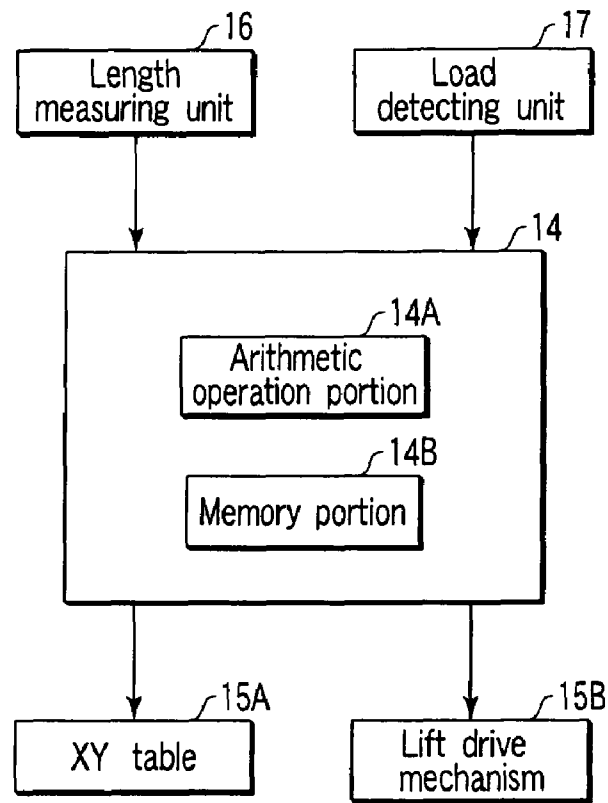 16
17
Length
measuring unit
Load
detecting unit
14
14A
Arithmetic
operation portion
14B
Memory portion
15A
15B
XY table
Lift drive
mechanism